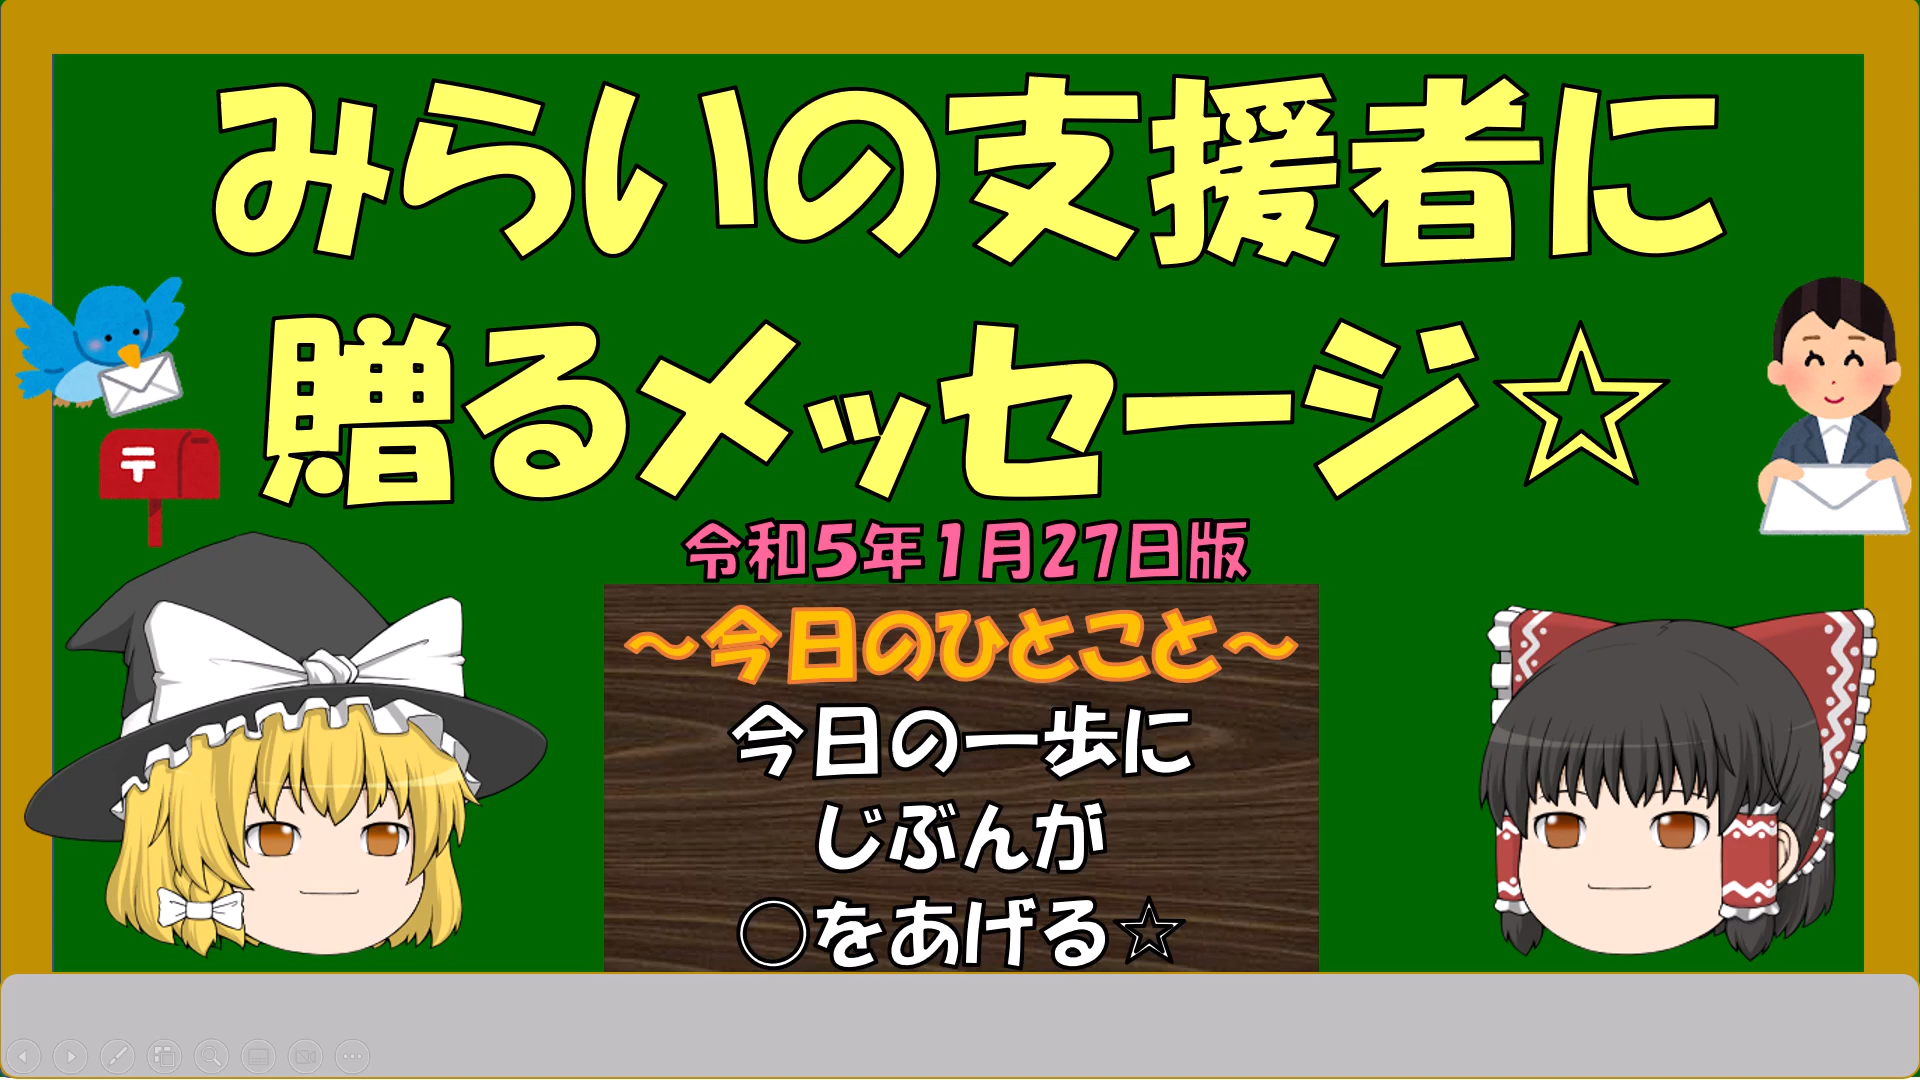 みらいの支援者に
贈るメッセージ☆
〒
令和5年1月27日版
～今日のひとこと～
今日の一歩に
じぶんが
○をあげる☆